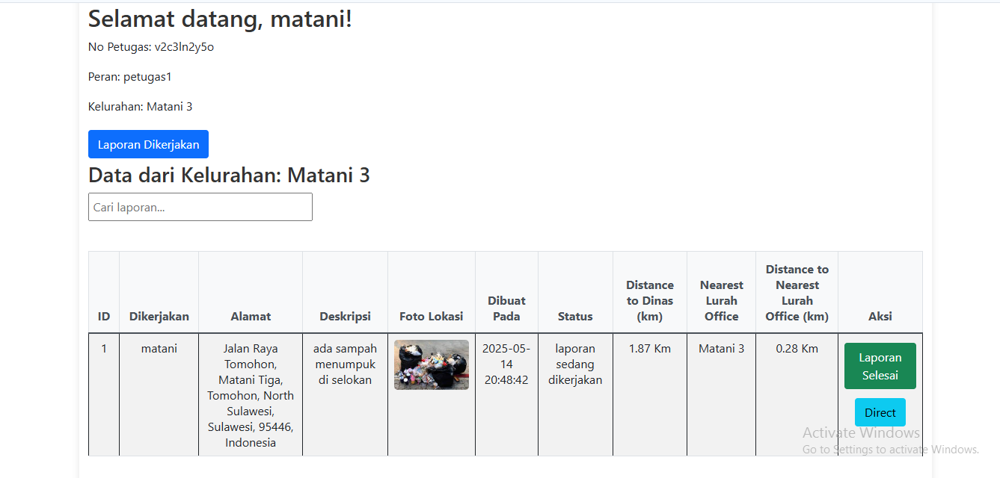 Selamat datang, matani!
No Petugas: v2c3ln2y5o
Peran: petugas1
Kelurahan: Matani 3
Laporan Dikerjakan
Data dari Kelurahan: Matani 3
Cari laporan...
ID
Dikerjakan
Alamat
Deskripsi
Foto Lokasi
Dibuat
Pada
Status
Distance
to Dinas
(km)
Nearest
Lurah
Office
Distance to
Nearest
Lurah
Office (km)
Aksi
1
matani
Jalan Raya
Tomohon,
Matani Tiga,
Tomohon, North
Sulawesi,
Sulawesi, 95446,
Indonesia
ada sampah
menumpuk
di selokan
2025-05-
14
20:48:42
laporan
sedang
dikerjakan
1.87 Km
Matani 3
0.28 Km
Laporan
Selesai
Direct
Activate Windows
Go to Settings to activate Windows.